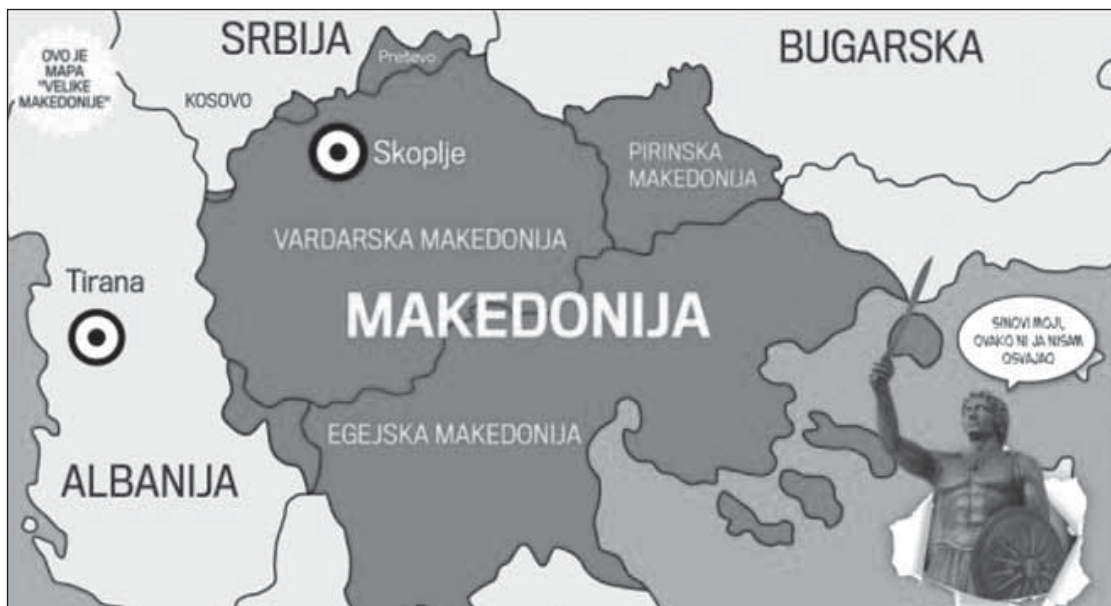 OVO JE
MAPA
"VELIKE
MAKEDONIJE"
SRBIJA
Preševo
BUGARSKA
KOSOVO
Skoplje
PIRINSKA
MAKEDONIJA
VARDARSKA MAKEDONIJA
Tirana
MAKEDONIJA
SINOVI MOJI,
OVAKO NI JA NISAM
OSVAJAO
EGEJSKA MAKEDONIJA
ALBANIJA